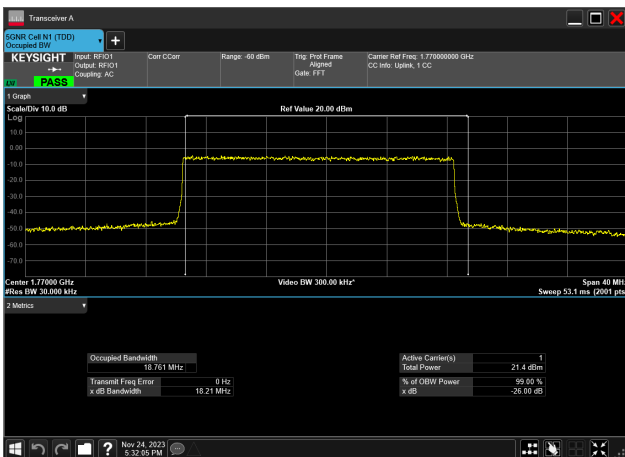 Transceiver A
5GNR Cell N1 (TDD)
Occupied BW
KEYSIGHT Input: RFIO1 Corr CCorr Range: -60 dBm Trig: Prot Frame Carrier Ref Freq: 1.770000000 GHz
Output: RFIO1 Aligned CC Info: Uplink, 1 CC
Coupling: AC Gate: FFT
PASS
1 Graph
Scale/Div 10.0 dB Ref Value 20.00 dBm
Log
10.0
0.00
-10.0
-20.0
-30.0
-40.0
-50.0
-60.0
-70.0
Center 1.77000 GHz Video BW 300.00 kHz* Span 40 MHz
#Res BW 30.000 kHz Sweep 53.1 ms (2001 pts
2 Metrics
Occupied Bandwidth Active Carrier(s) 1
18.761 MHz Total Power 21.4 dBm
Transmit Freq Error 0 Hz % of OBW Power 99.00 %
x dB Bandwidth 18.21 MHz x dB -26.00 dB
Nov 24, 2023
5:32:05 PM